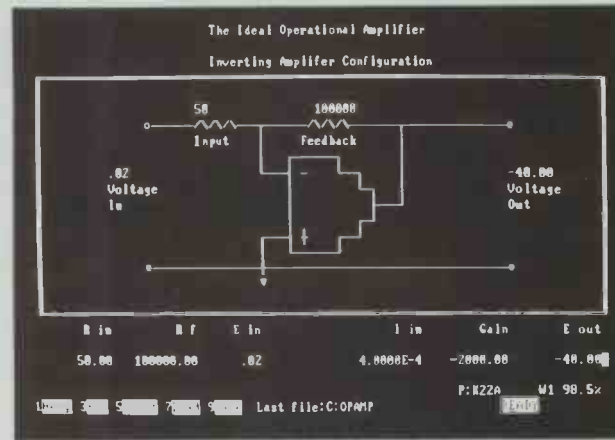 The Ideal Operational Amplifier
Inverting Amplifer Configuration
50 100000
Input Feedback
.02 -40.00
Voltage Voltage
In Out
R in R f E in I in Gain E out
50.00 100000.00 .02 4.0000E-4 -2000.00 -40.00
P:K22A W1 98.5%
Last file:C:OPAMP READY